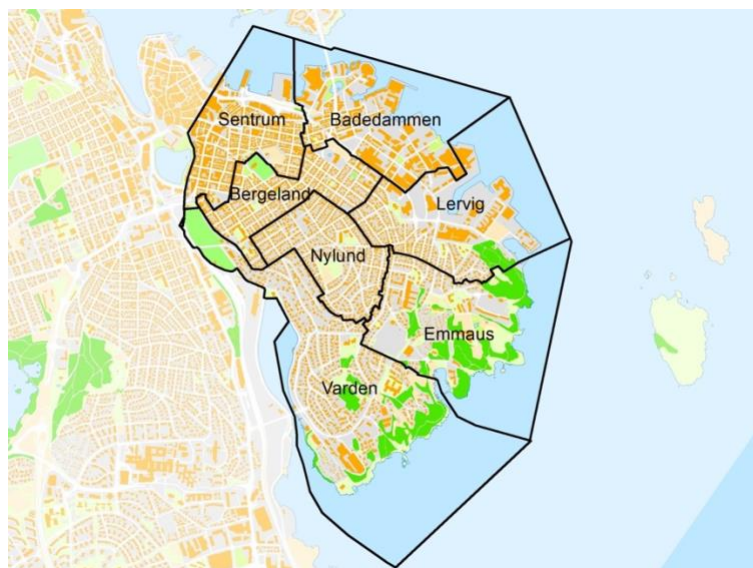 Sentrum
Badedammen
Bergeland
Lervig
Nylund
Emmaus
Varden